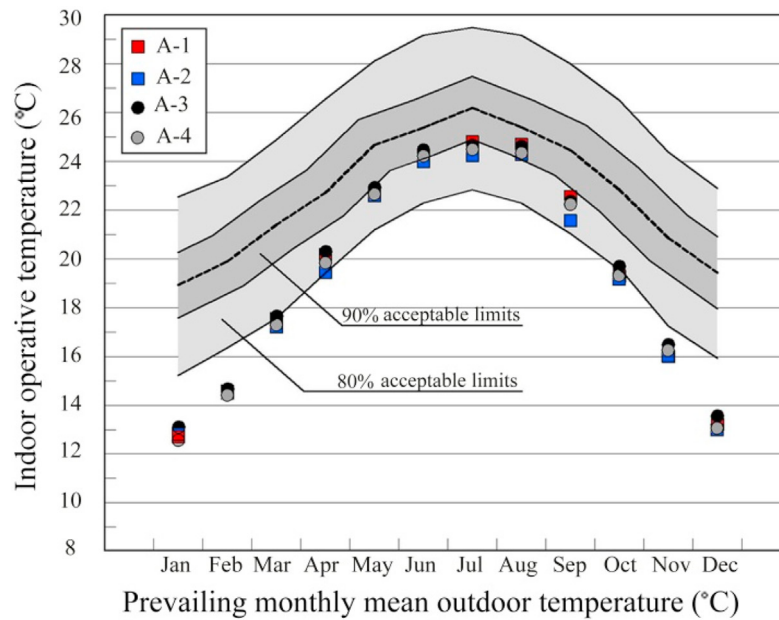 Indoor operative temperature (°C)
30
28
26
24
22
20
18
16
14
12
10
8
A-1
A-2
A-3
A-4
90% acceptable limits
80% acceptable limits
Jan Feb Mar Apr May Jun Jul Aug Sep Oct Nov Dec
Prevailing monthly mean outdoor temperature (°C)